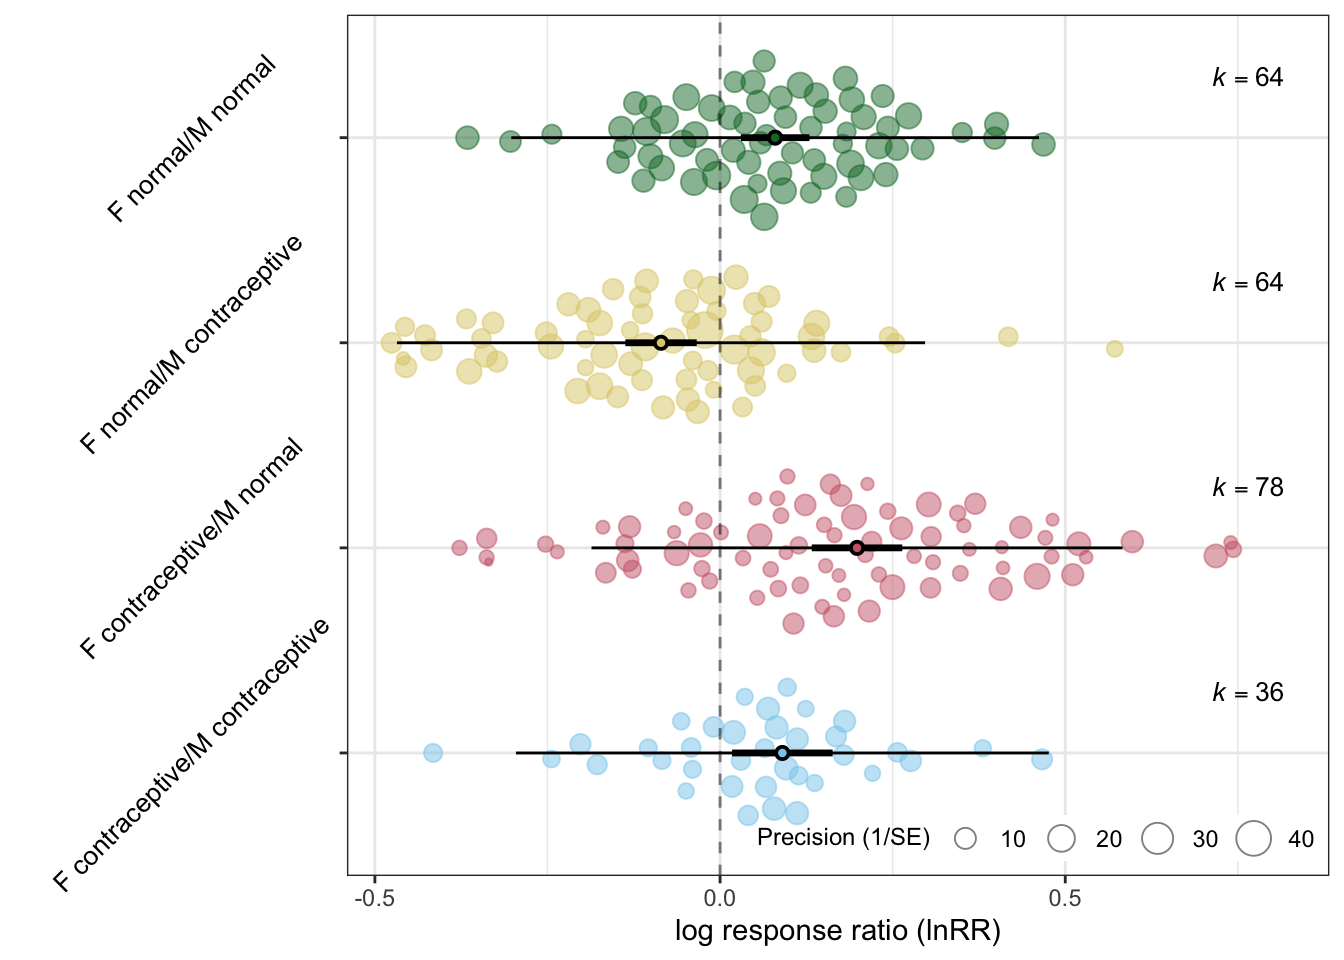 F normal/M normal
k = 64
F normal/M contraceptive
k = 64
F contraceptive/M normal
k = 78
F contraceptive/M contraceptive
k = 36
Precision (1/SE) 10 20 30 40
-0.5 0.0 0.5
log response ratio (lnRR)